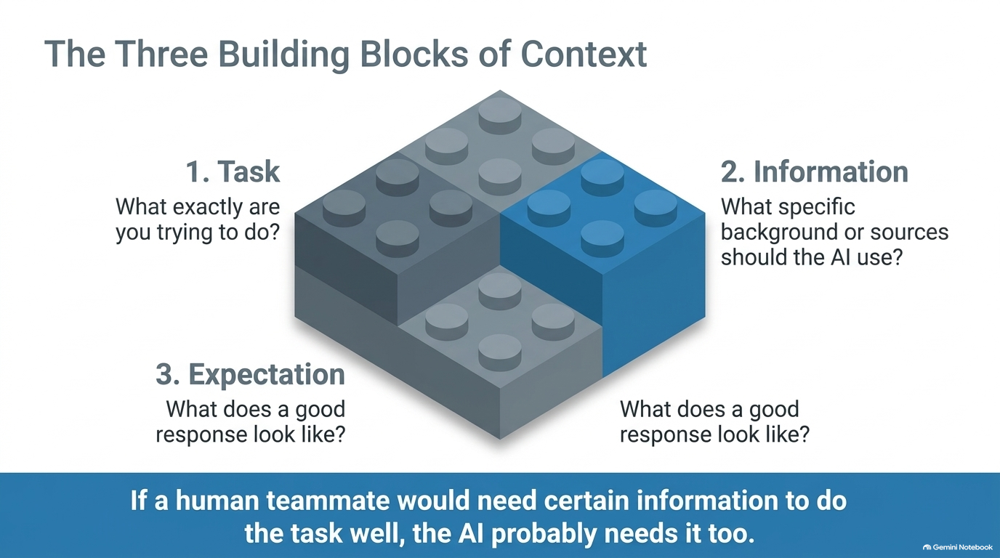 The Three Building Blocks of Context
1. Task
What exactly are
you trying to do?
2. Information
What specific
background or sources
should the AI use?
3. Expectation
What does a good
response look like?
What does a good
response look like?
If a human teammate would need certain information to do
the task well, the AI probably needs it too.
Gemini Notebook